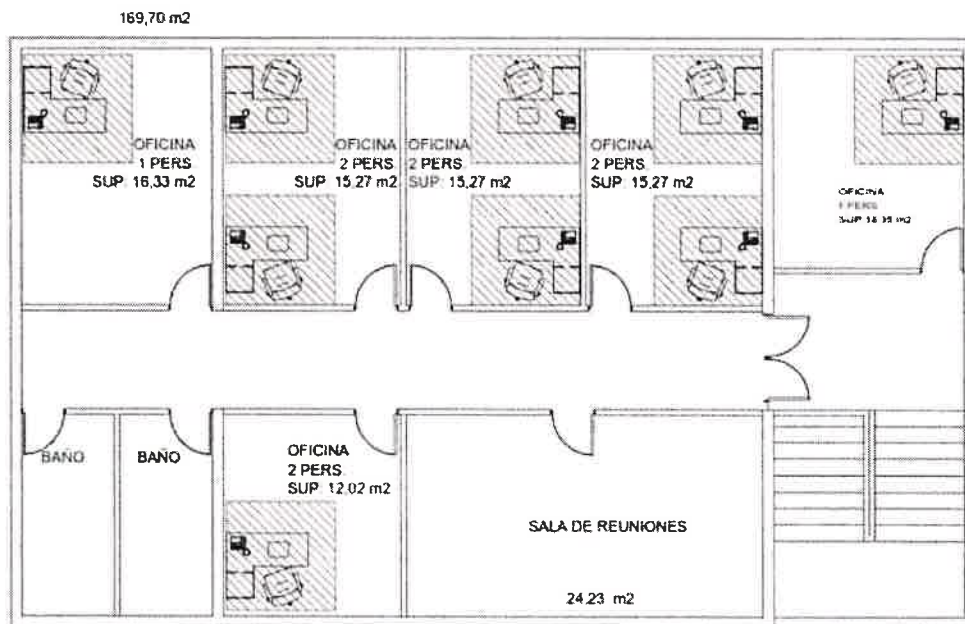 169,70 m2
OFICINA
1 PERS.
SUP: 16,33 m2
OFICINA
2 PERS.
SUP: 15,27 m2
OFICINA
2 PERS.
SUP: 15,27 m2
OFICINA
2 PERS.
SUP: 15,27 m2
OFICINA
1 PERS.
SUP
m2
BAÑO
BAÑO
OFICINA
2 PERS.
SUP: 12,02 m2
SALA DE REUNIONES
24,23 m2